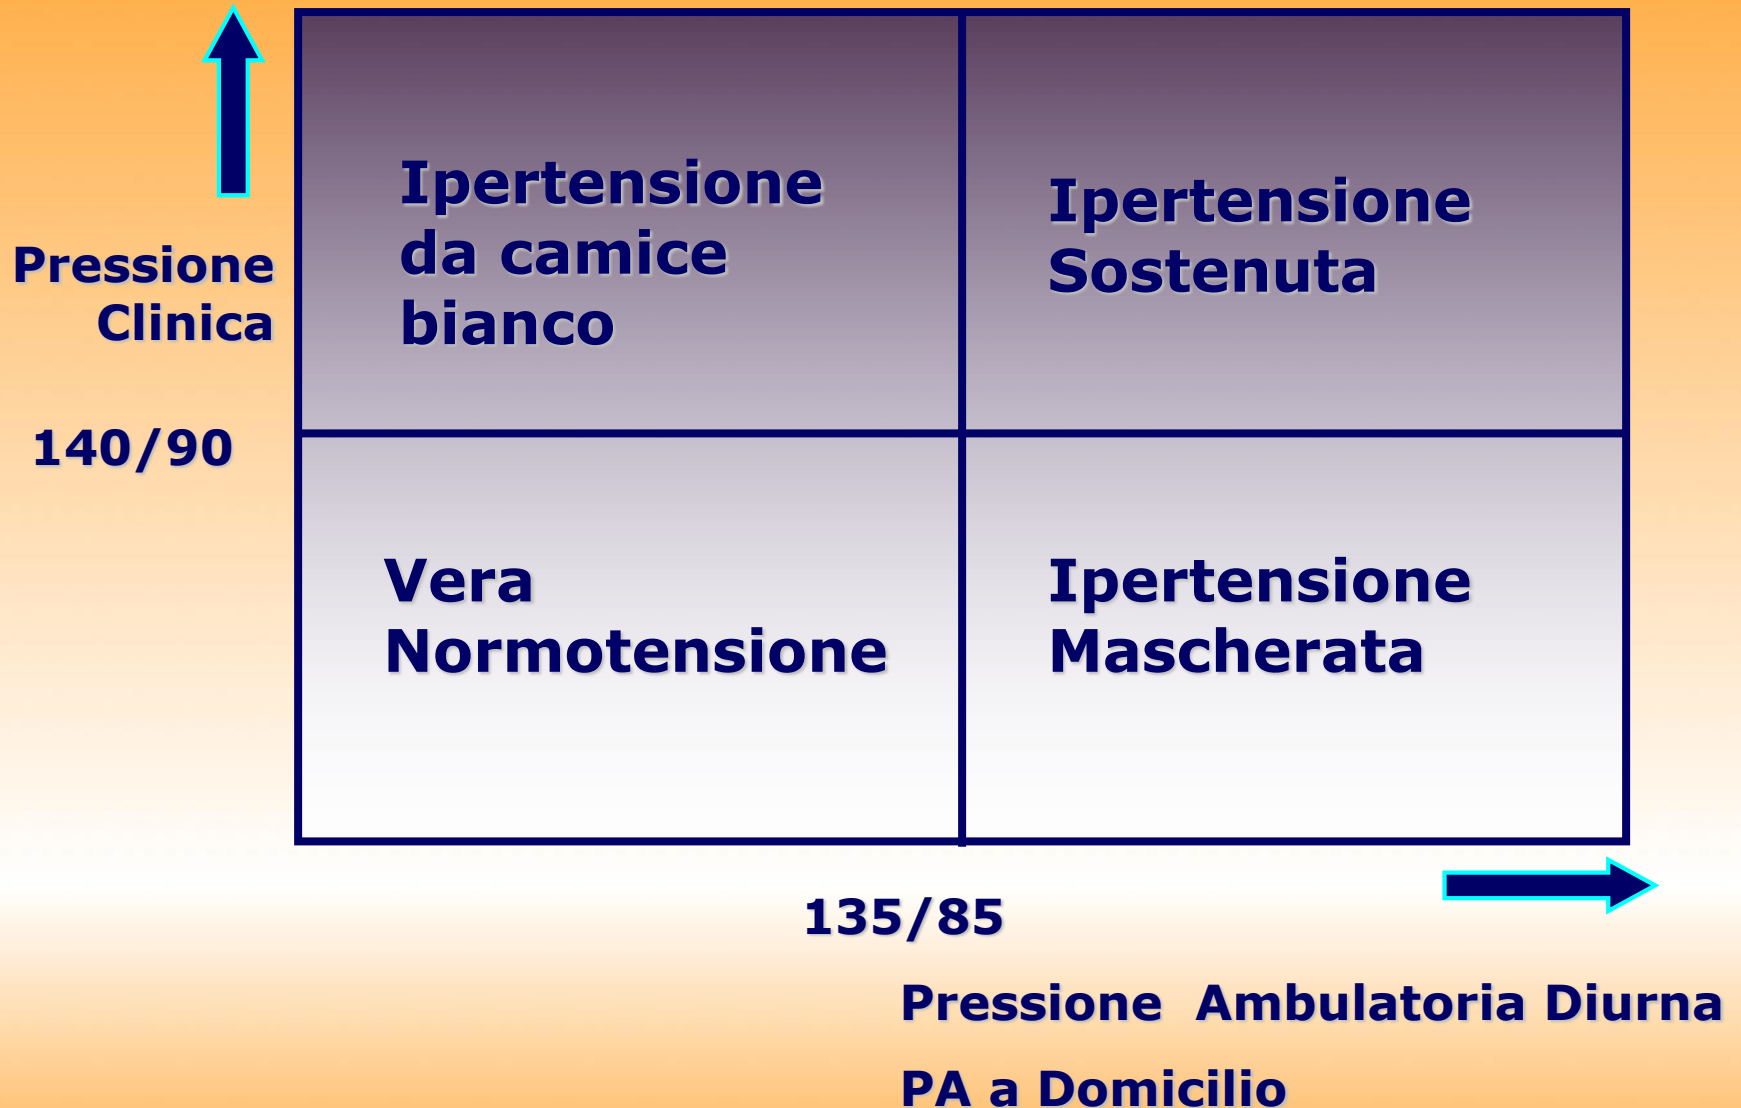 Ipertensione
da camice
bianco
Ipertensione
Sostenuta
Pressione
Clinica
140/90
Vera
Normotensione
Ipertensione
Mascherata
135/85
Pressione  Ambulatoria Diurna
PA a Domicilio